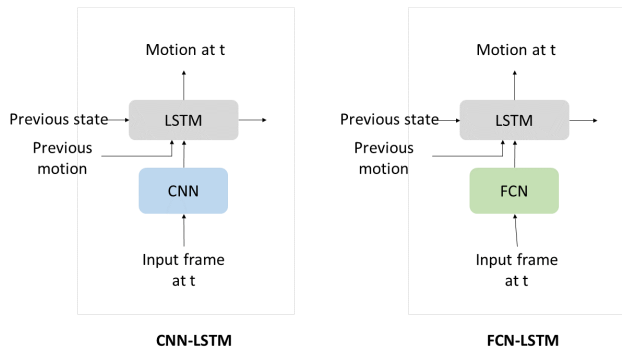 Motion at t
LSTM
Previous state
Previous
motion
CNN
Input frame
at t
CNN-LSTM
Motion at t
LSTM
Previous state
Previous
motion
FCN
Input frame
at t
FCN-LSTM